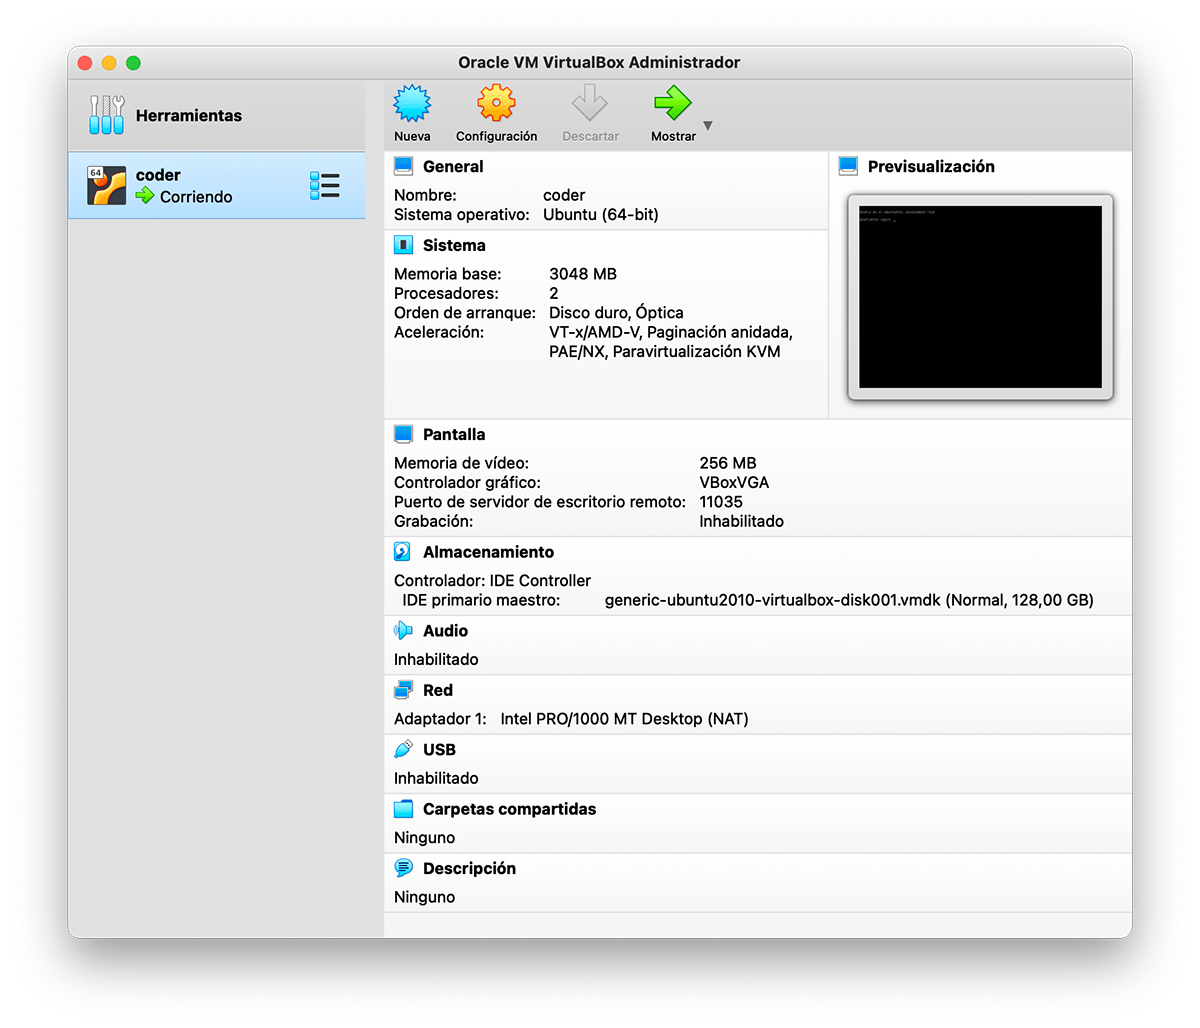 Oracle VM VirtualBox Administrador
Herramientas
64
coder
Corriendo
Nueva
Configuración
Descartar
Mostrar
General
Nombre: coder
Sistema operativo: Ubuntu (64-bit)
Sistema
Memoria base: 3048 MB
Procesadores: 2
Orden de arranque: Disco duro, Óptica
Aceleración: VT-x/AMD-V, Paginación anidada,
PAE/NX, Paravirtualización KVM
Previsualización
Pantalla
Memoria de vídeo: 256 MB
Controlador gráfico: VBoxVGA
Puerto de servidor de escritorio remoto: 11035
Grabación: Inhabilitado
Almacenamiento
Controlador: IDE Controller
IDE primario maestro: generic-ubuntu2010-virtualbox-disk001.vmdk (Normal, 128,00 GB)
Audio
Inhabilitado
Red
Adaptador 1: Intel PRO/1000 MT Desktop (NAT)
USB
Inhabilitado
Carpetas compartidas
Ninguno
Descripción
Ninguno